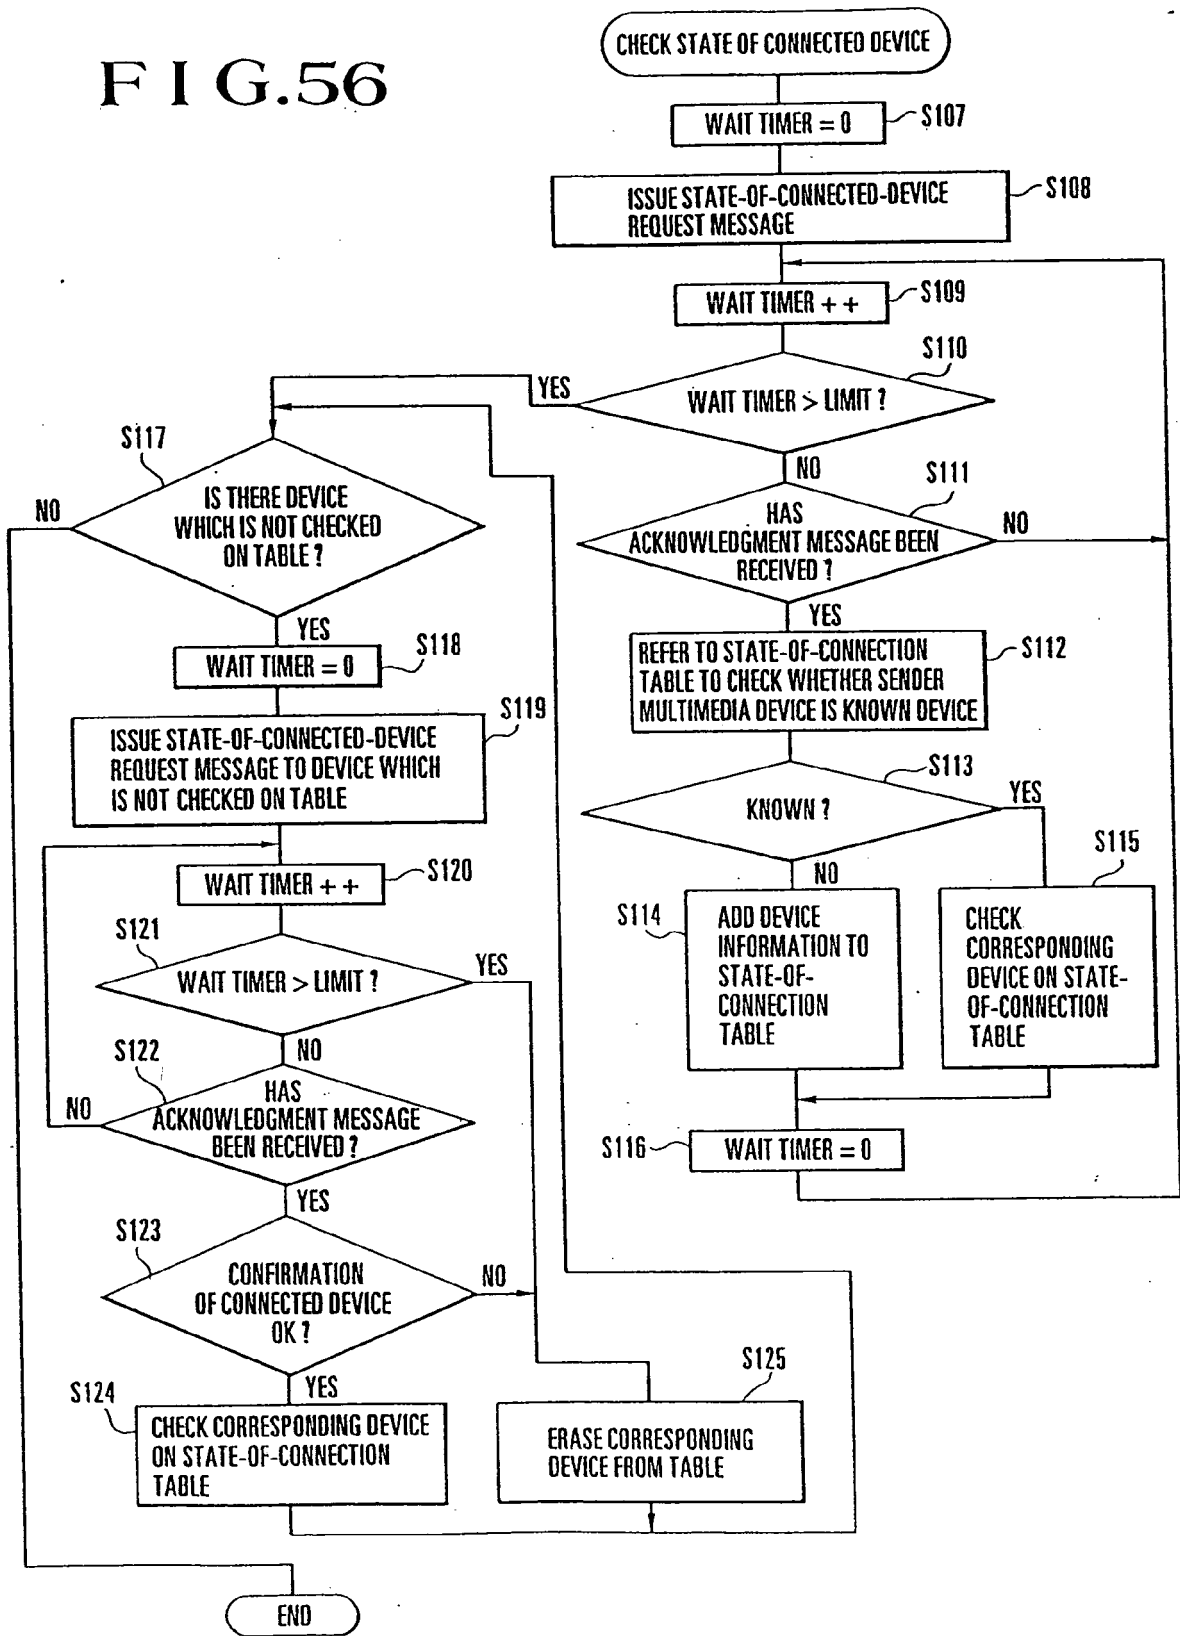 FIG.56
CHECK STATE OF CONNECTED DEVICE
WAIT TIMER = 0
S107
ISSUE STATE-OF-CONNECTED-DEVICE
REQUEST MESSAGE
S108
WAIT TIMER + +
S109
S110
WAIT TIMER > LIMIT ?
YES
NO
S111
HAS
ACKNOWLEDGMENT MESSAGE BEEN
RECEIVED ?
NO
YES
REFER TO STATE-OF-CONNECTION
TABLE TO CHECK WHETHER SENDER
MULTIMEDIA DEVICE IS KNOWN DEVICE
S112
S113
KNOWN ?
YES
NO
S114
ADD DEVICE
INFORMATION TO
STATE-OF-
CONNECTION
TABLE
S115
CHECK
CORRESPONDING
DEVICE ON STATE-
OF-CONNECTION
TABLE
S116
WAIT TIMER = 0
S117
NO
IS THERE DEVICE
WHICH IS NOT CHECKED
ON TABLE ?
YES
S118
WAIT TIMER = 0
S119
ISSUE STATE-OF-CONNECTED-DEVICE
REQUEST MESSAGE TO DEVICE WHICH
IS NOT CHECKED ON TABLE
WAIT TIMER + +
S120
S121
WAIT TIMER > LIMIT ?
YES
NO
S122
NO
HAS
ACKNOWLEDGMENT MESSAGE
BEEN RECEIVED ?
YES
S123
CONFIRMATION
OF CONNECTED DEVICE
OK ?
NO
YES
S124
CHECK CORRESPONDING DEVICE
ON STATE-OF-CONNECTION
TABLE
S125
ERASE CORRESPONDING
DEVICE FROM TABLE
END